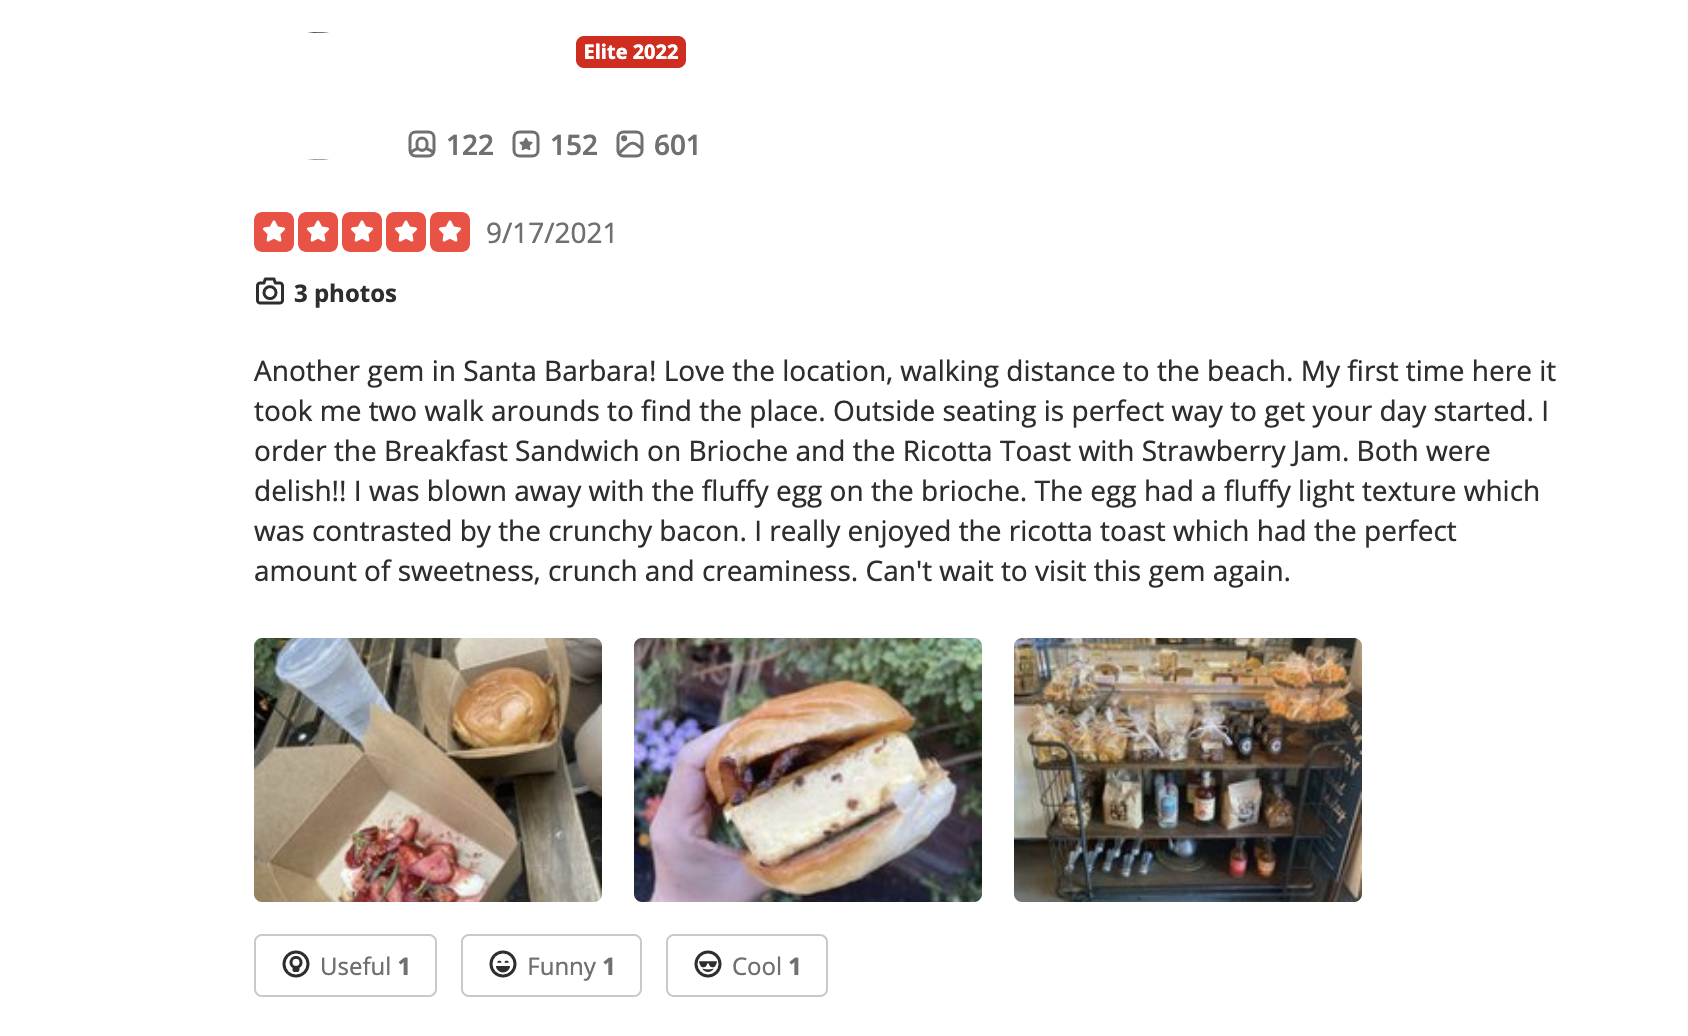 Elite 2022
122 152 601
9/17/2021
3 photos
Another gem in Santa Barbara! Love the location, walking distance to the beach. My first time here it
took me two walk arounds to find the place. Outside seating is perfect way to get your day started. I
order the Breakfast Sandwich on Brioche and the Ricotta Toast with Strawberry Jam. Both were
delish!! I was blown away with the fluffy egg on the brioche. The egg had a fluffy light texture which
was contrasted by the crunchy bacon. I really enjoyed the ricotta toast which had the perfect
amount of sweetness, crunch and creaminess. Can't wait to visit this gem again.
Useful 1 Funny 1 Cool 1